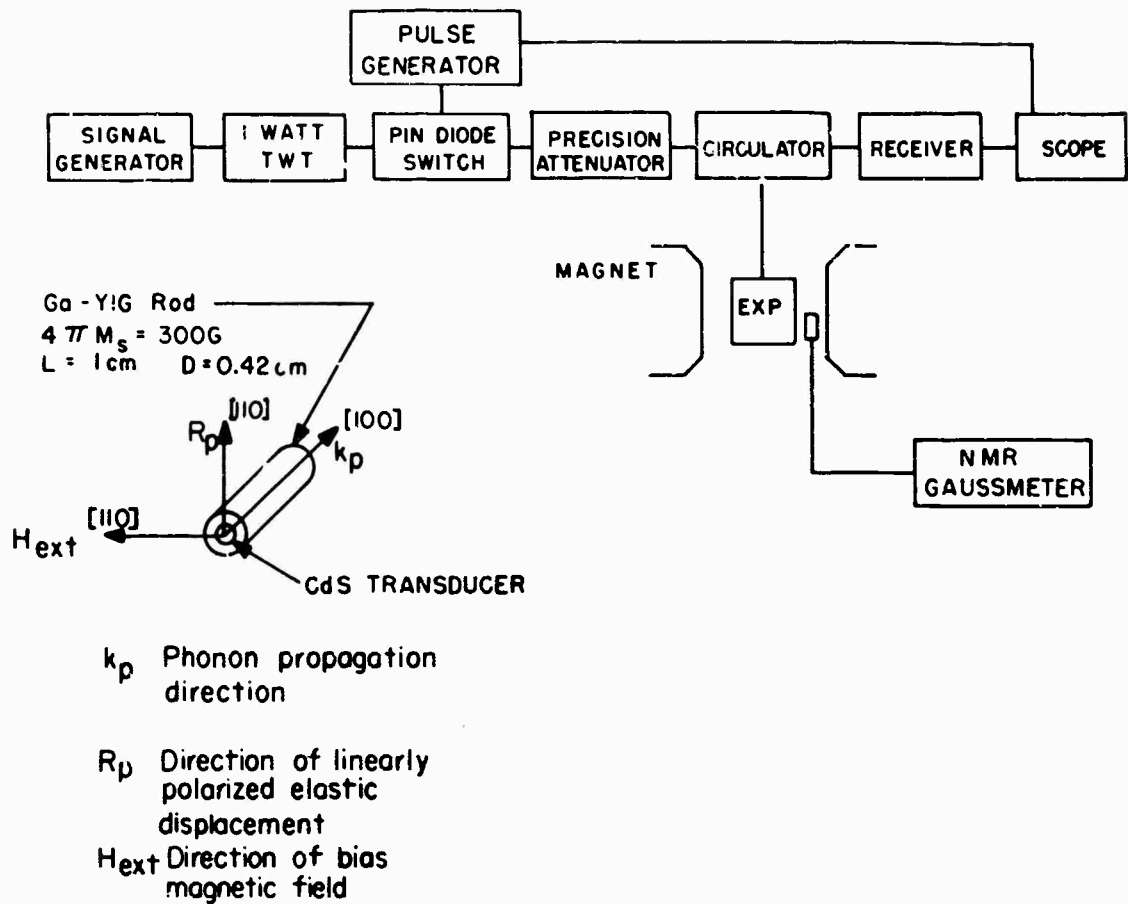 PULSE
GENERATOR
SIGNAL
GENERATOR
1 WATT
TWT
PIN DIODE
SWITCH
PRECISION
ATTENUATOR
CIRCULATOR
RECEIVER
SCOPE
MAGNET
EXP
NMR
GAUSSMETER
Ga-YIG Rod
4 π Ms = 300G
L = 1cm D = 0.42 cm
[110]
Rp
[100]
kp
[110]
Hext
CdS TRANSDUCER
kp Phonon propagation
direction
Rp Direction of linearly
polarized elastic
displacement
Hext Direction of bias
magnetic field